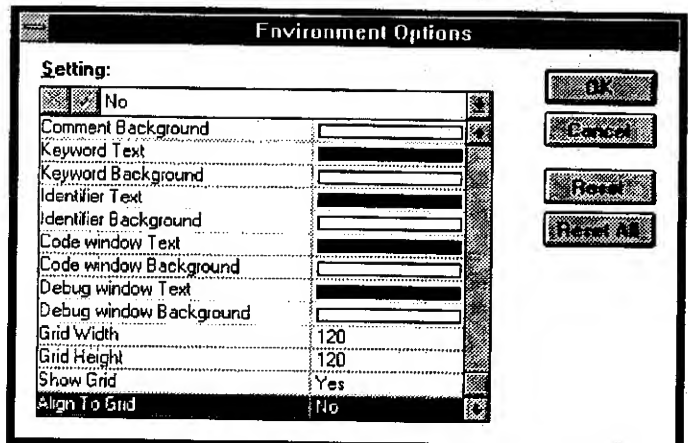 Environment Options
Setting:
No
Comment Background
Keyword Text
Keyword Background
Identifier Text
Identifier Background
Code window Text
Code window Background
Debug window Text
Debug window Background
Grid Width 120
Grid Height 120
Show Grid Yes
Align To Grid No
OK
Cancel
Reset
Reset All